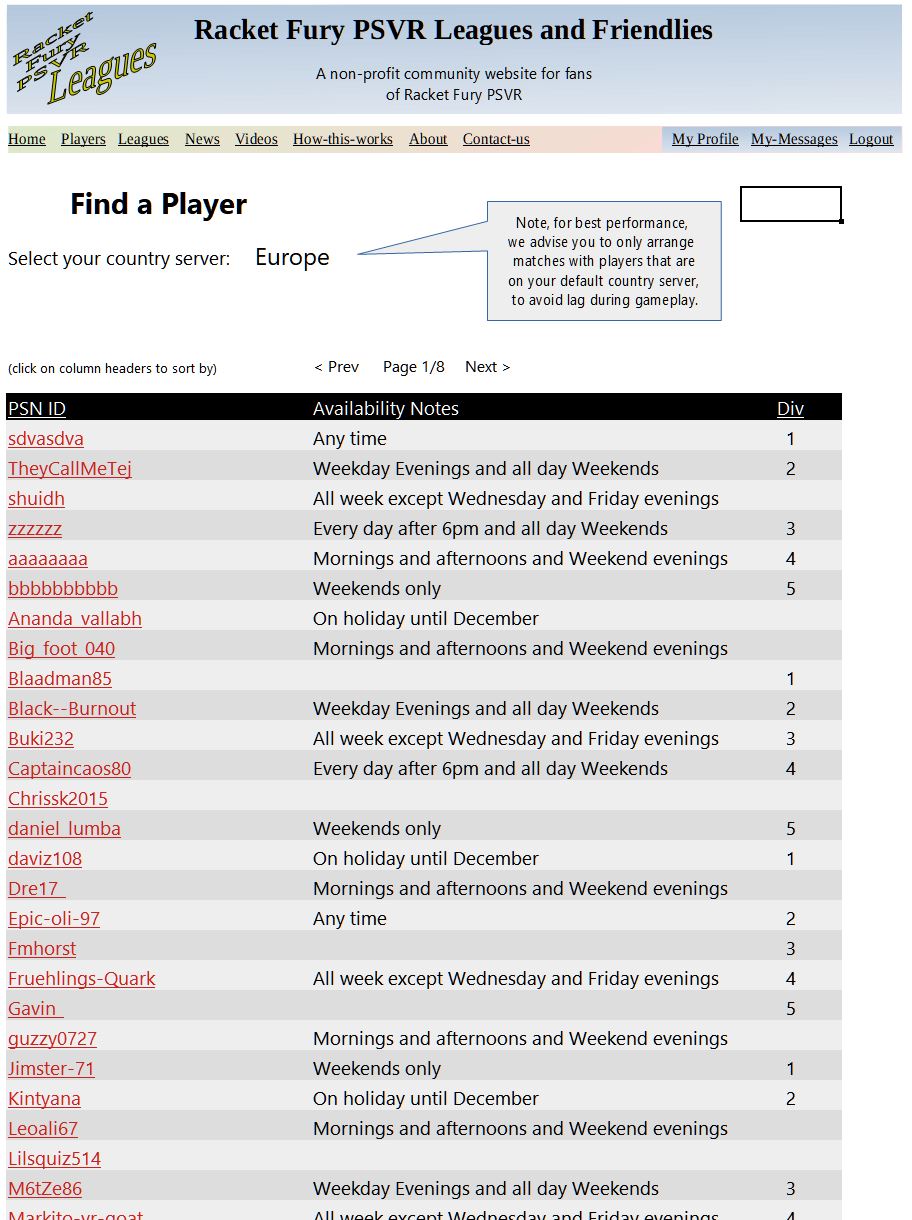 Racket
Fury
PSVR
Leagues
Racket Fury PSVR Leagues and Friendlies
A non-profit community website for fans
of Racket Fury PSVR
Home Players Leagues News Videos How-this-works About Contact-us My Profile My-Messages Logout
Find a Player
Select your country server: Europe
Note, for best performance,
we advise you to only arrange
matches with players that are
on your default country server,
to avoid lag during gameplay.
(click on column headers to sort by) < Prev Page 1/8 Next >
PSN ID Availability Notes Div
sdvasdva Any time 1
TheyCallMeTej Weekday Evenings and all day Weekends 2
shuidh All week except Wednesday and Friday evenings
zzzzzz Every day after 6pm and all day Weekends 3
aaaaaaaa Mornings and afternoons and Weekend evenings 4
bbbbbbbbbb Weekends only 5
Ananda_vallabh On holiday until December
Big_foot_040 Mornings and afternoons and Weekend evenings
Blaadman85 1
Black--Burnout Weekday Evenings and all day Weekends 2
Buki232 All week except Wednesday and Friday evenings 3
Captaincaos80 Every day after 6pm and all day Weekends 4
Chrissk2015
daniel_lumba Weekends only 5
daviz108 On holiday until December 1
Dre17_ Mornings and afternoons and Weekend evenings
Epic-oli-97 Any time 2
Fmhorst 3
Fruehlings-Quark All week except Wednesday and Friday evenings 4
Gavin_ 5
guzzy0727 Mornings and afternoons and Weekend evenings
Jimster-71 Weekends only 1
Kintyana On holiday until December 2
Leoali67 Mornings and afternoons and Weekend evenings
Lilsquiz514
M6tZe86 Weekday Evenings and all day Weekends 3
Markito-vr-goat All week except Wednesday and Friday evenings 4